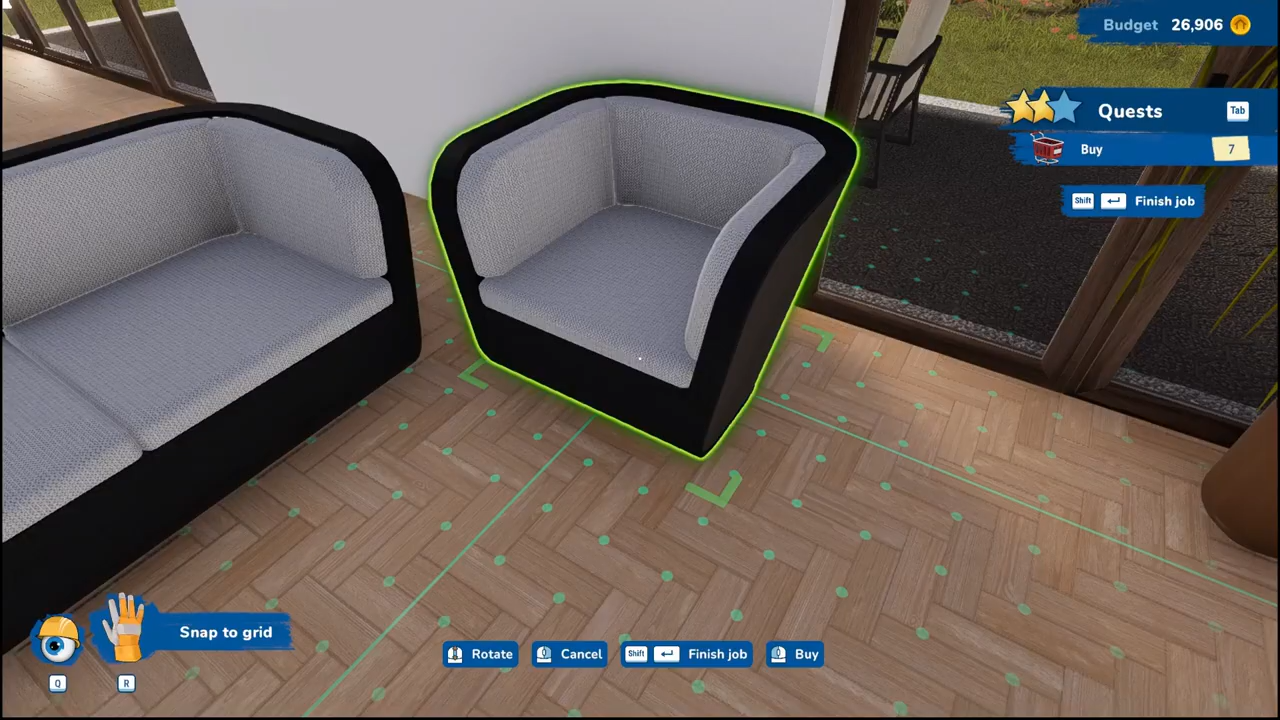 Budget 26,906
Quests Tab
Buy 7
Shift Finish job
Snap to grid
Rotate Cancel Shift Finish job Buy
Q R